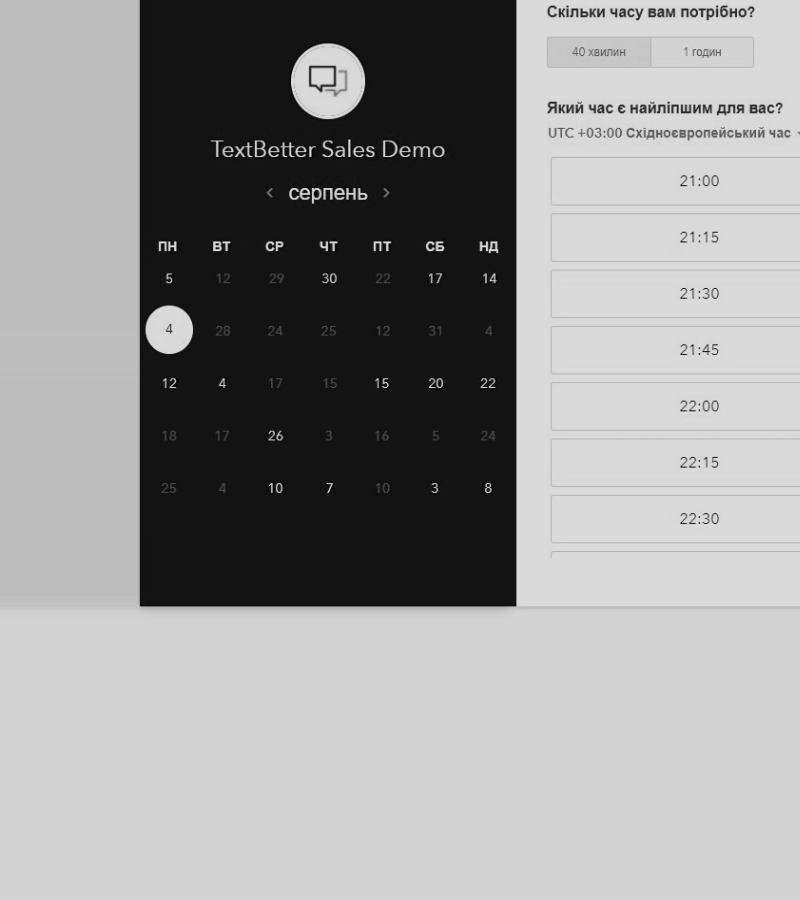 TextBetter Sales Demo
серпень
ПН ВТ СР ЧТ ПТ СБ НД
5 12 29 30 22 17 14
4 28 24 25 12 31 4
12 4 17 15 15 20 22
18 17 26 3 16 5 24
25 4 10 7 10 3 8
Скільки часу вам потрібно?
40 хвилин 1 годин
Який час є найліпшим для вас?
UTC +03:00 Східноєвропейський час
21:00
21:15
21:30
21:45
22:00
22:15
22:30